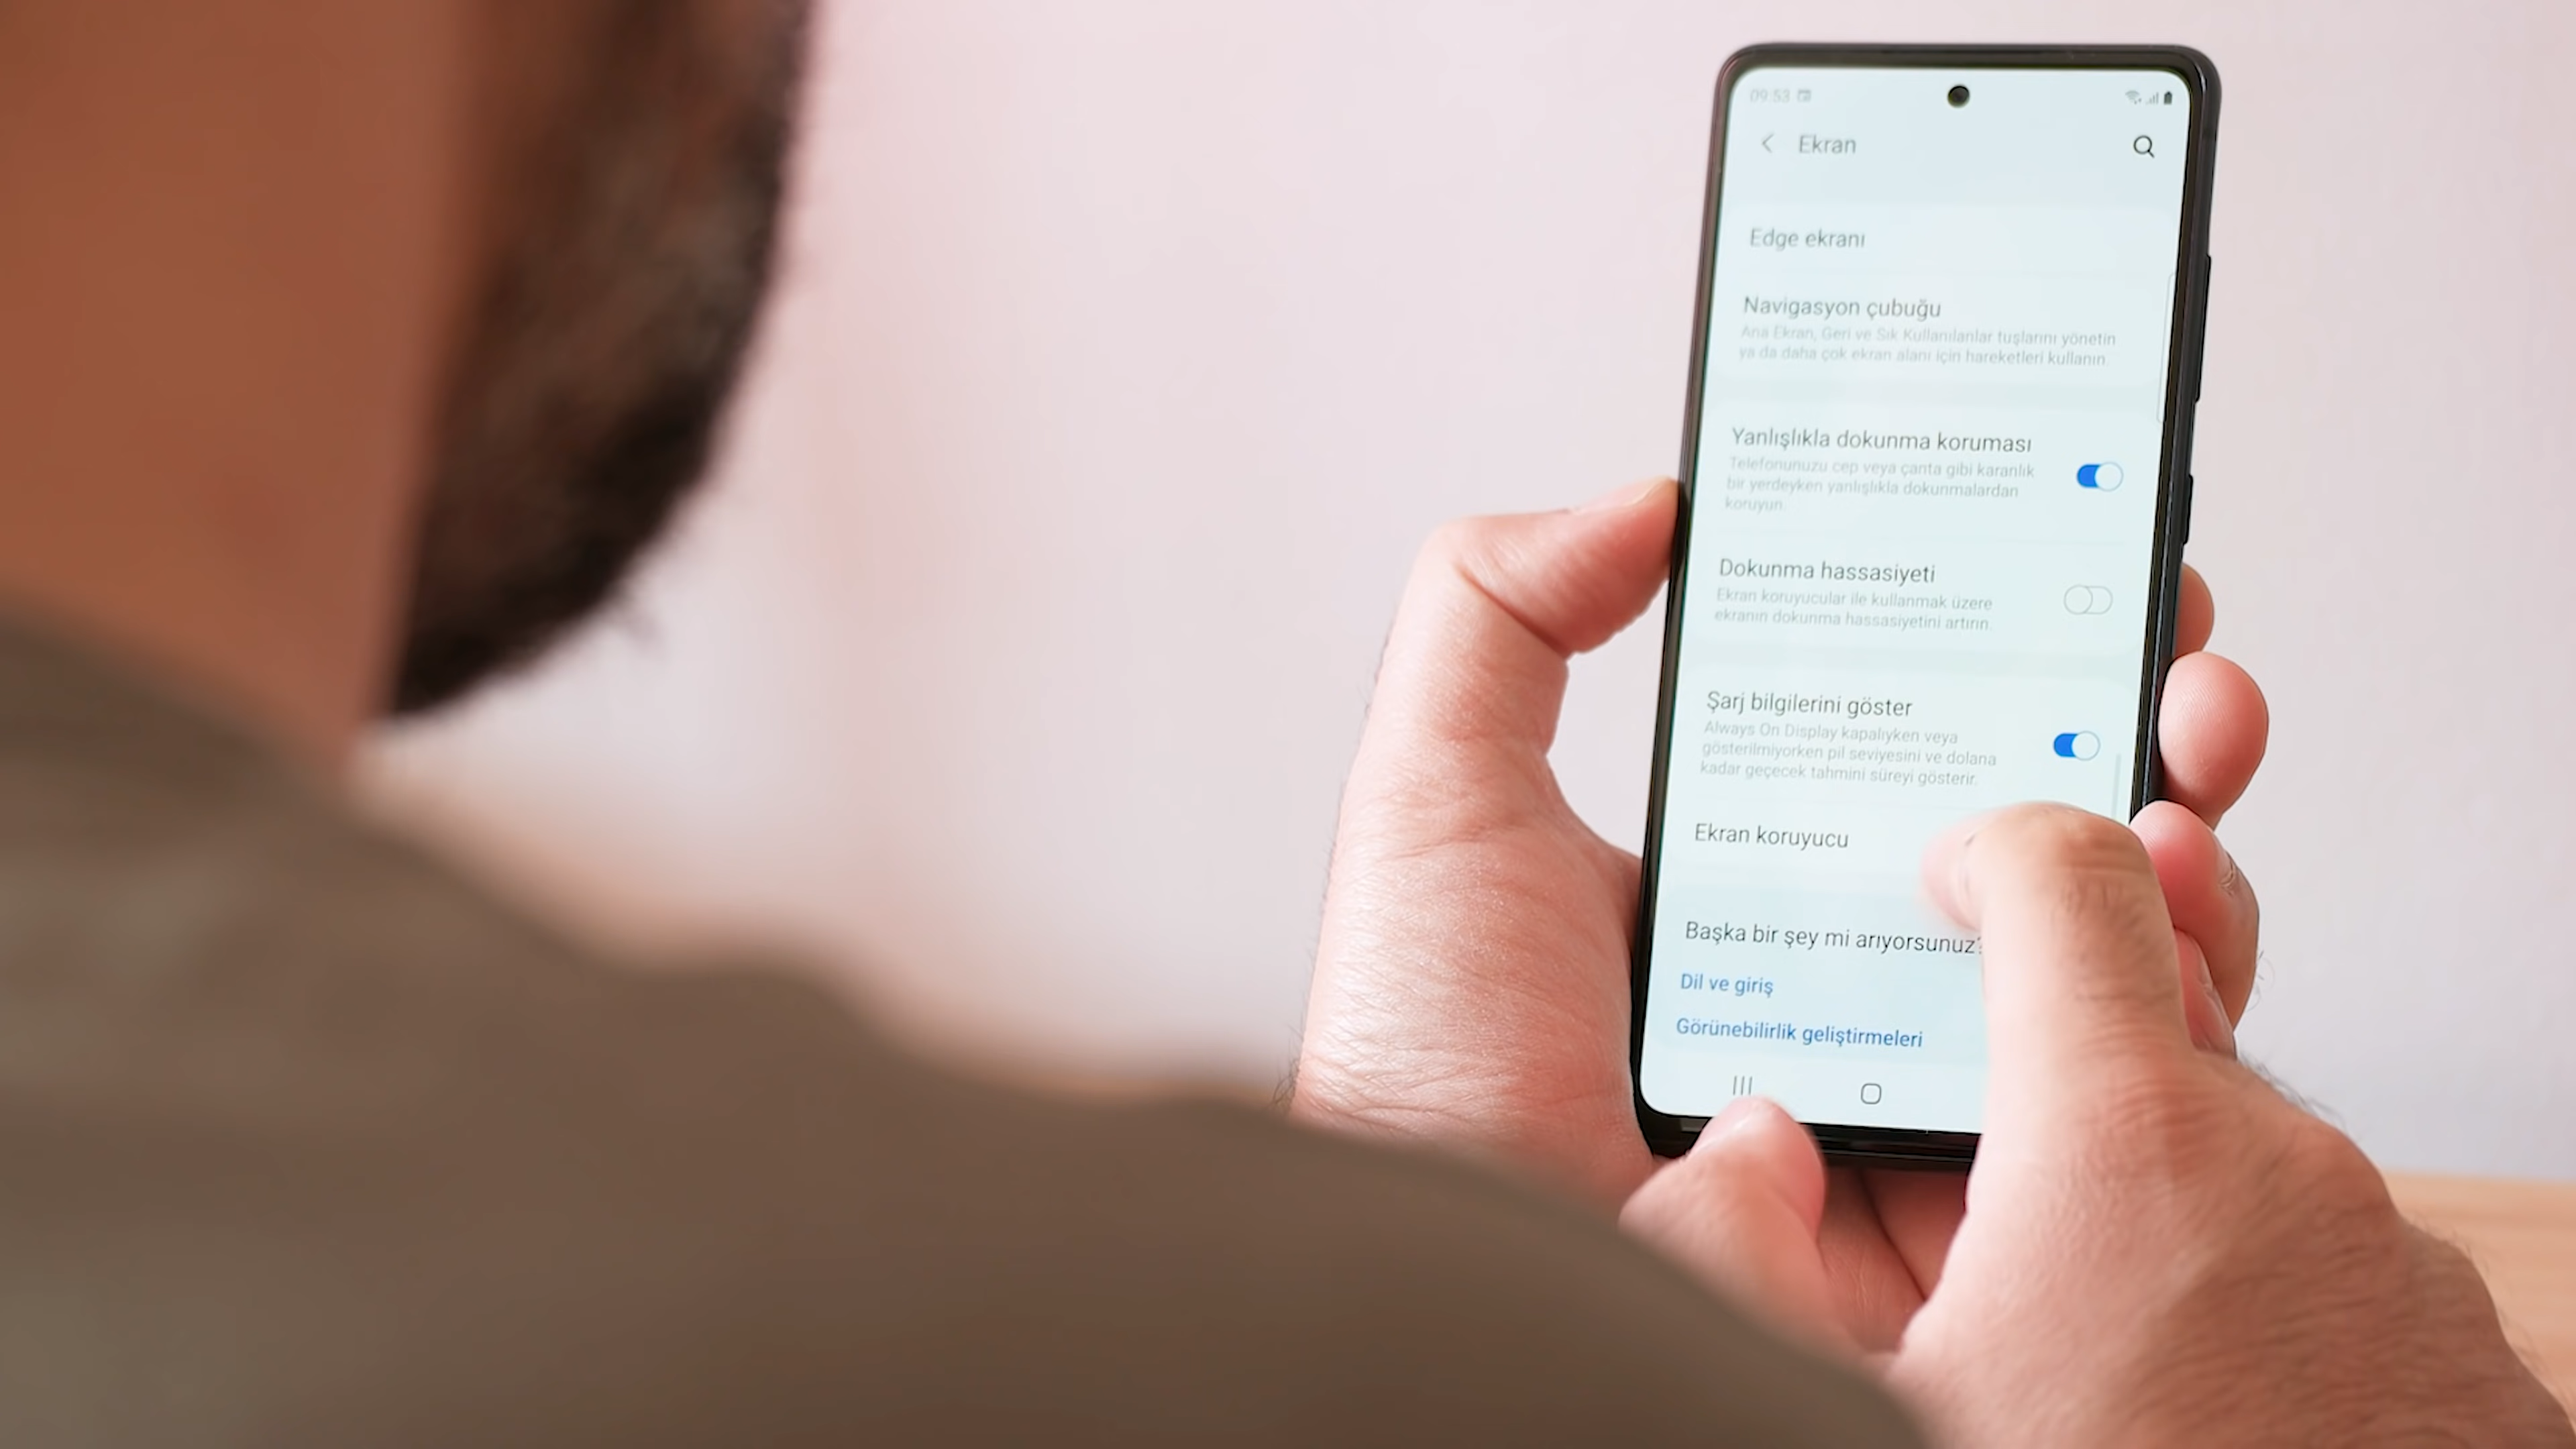 09:53
Ekran
Edge ekranı
Navigasyon çubuğu
Ana Ekran, Geri ve Sık Kullanılanlar tuşlarını yönetin
ya da daha çok ekran alanı için hareketleri kullanın.
Yanlışlıkla dokunma koruması
Telefonunuzu cep veya çanta gibi karanlık
bir yerdeyken yanlışlıkla dokunmalardan
koruyun.
Dokunma hassasiyeti
Ekran koruyucular ile kullanmak üzere
ekranın dokunma hassasiyetini artırın.
Şarj bilgilerini göster
Always On Display kapalıyken veya
gösterilmiyorken pil seviyesini ve dolana
kadar geçecek tahmini süreyi gösterir.
Ekran koruyucu
Başka bir şey mi arıyorsunuz?
Dil ve giriş
Görünebilirlik geliştirmeleri